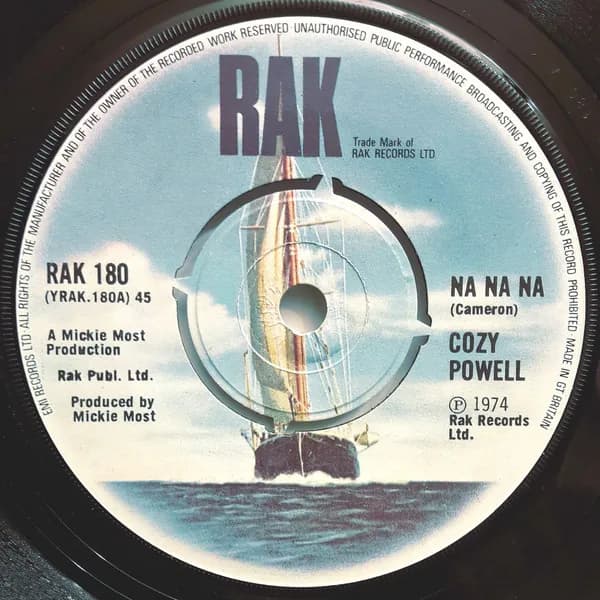 EMI RECORDS LTD·ALL RIGHTS OF THE MANUFACTURER AND OF THE OWNER OF THE RECORDED WORK RESERVED UNAUTHORISED PUBLIC PERFORMANCE BROADCASTING AND COPYING OF THIS RECORD PROHIBITED·MADE IN GT BRITAIN
RAK
Trade Mark of
RAK RECORDS LTD
RAK 180
(YRAK.180A) 45
A Mickie Most
Production
Rak Publ. Ltd.
Produced by
Mickie Most
NA NA NA
(Cameron)
COZY
POWELL
Ⓟ 1974
Rak Records
Ltd.